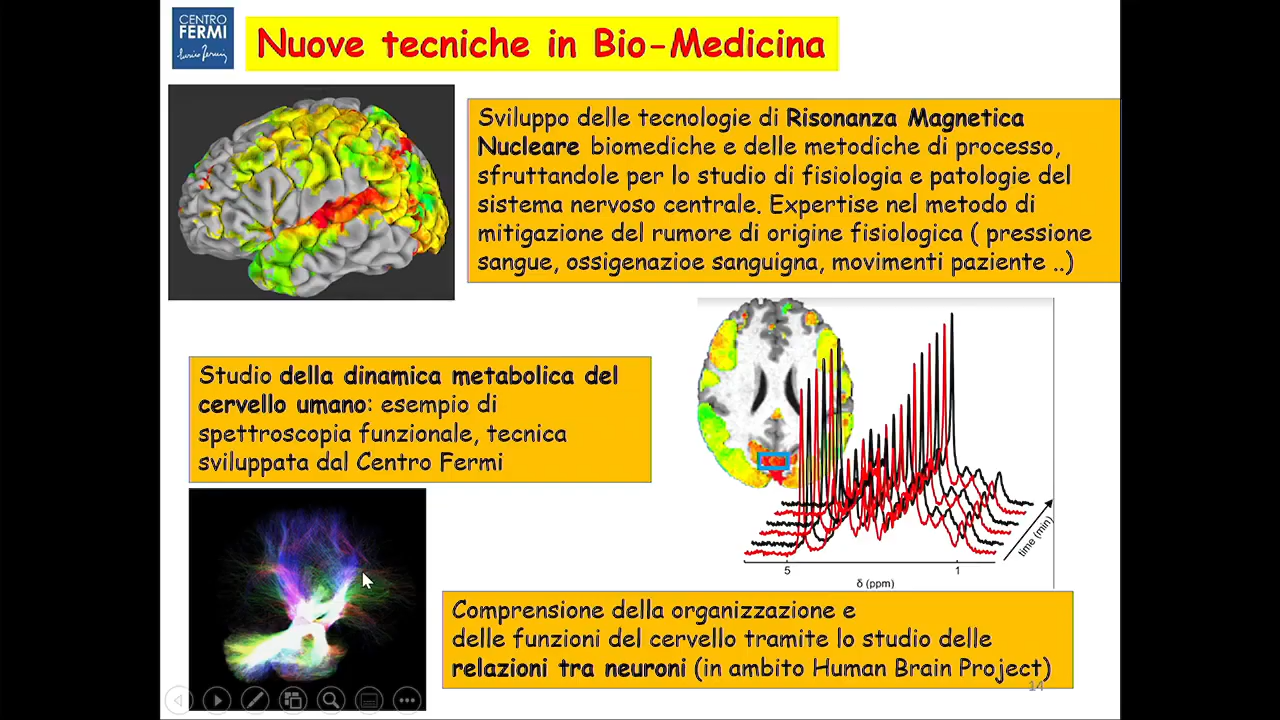 CENTRO
FERMI
Nuove tecniche in Bio-Medicina
Sviluppo delle tecnologie di Risonanza Magnetica
Nucleare biomediche e delle metodiche di processo,
sfruttandole per lo studio di fisiologia e patologie del
sistema nervoso centrale. Expertise nel metodo di
mitigazione del rumore di origine fisiologica ( pressione
sangue, ossigenazioe sanguigna, movimenti paziente ..)
Studio della dinamica metabolica del
cervello umano: esempio di
spettroscopia funzionale, tecnica
sviluppata dal Centro Fermi
time (min)
5 1
δ (ppm)
Comprensione della organizzazione e
delle funzioni del cervello tramite lo studio delle
relazioni tra neuroni (in ambito Human Brain Project)
14